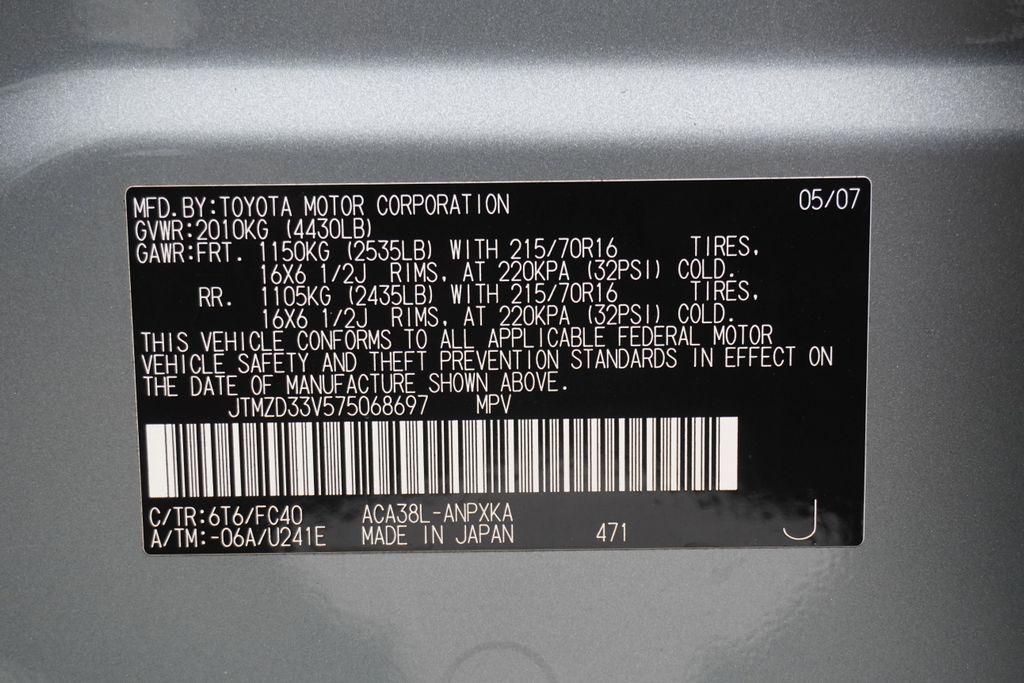 MFD.BY:TOYOTA MOTOR CORPORATION 05/07
GVWR:2010KG (4430LB)
GAWR:FRT. 1150KG (2535LB) WITH 215/70R16 TIRES,
16X6 1/2J RIMS, AT 220KPA (32PSI) COLD.
RR. 1105KG (2435LB) WITH 215/70R16 TIRES,
16X6 1/2J RIMS, AT 220KPA (32PSI) COLD.
THIS VEHICLE CONFORMS TO ALL APPLICABLE FEDERAL MOTOR
VEHICLE SAFETY AND THEFT PREVENTION STANDARDS IN EFFECT ON
THE DATE OF MANUFACTURE SHOWN ABOVE.
JTMZD33V575068697 MPV
C/TR:6T6/FC40 ACA38L-ANPXKA
A/TM:-06A/U241E MADE IN JAPAN 471 J